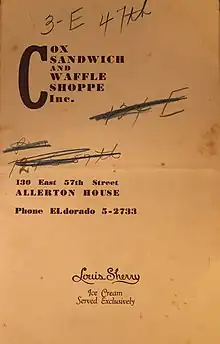 3-E 47th
COX
SANDWICH
AND
WAFFLE
SHOPPE
Inc.
130 East 57th Street
ALLERTON HOUSE
Phone ELdorado 5-2733
Louis Sherry
Ice Cream
Served Exclusively